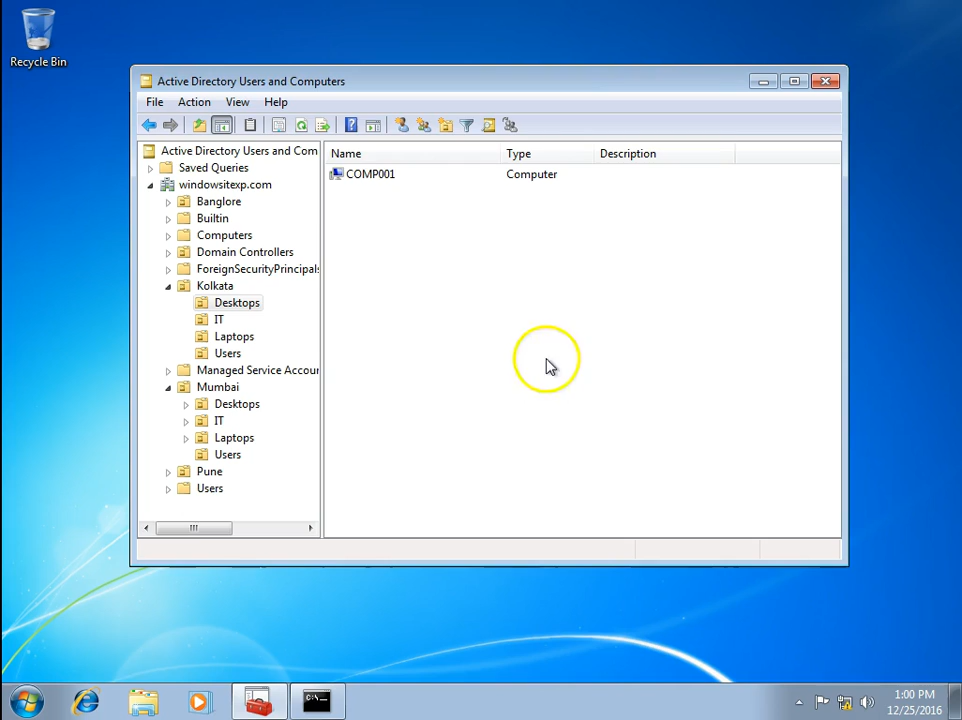 Recycle Bin
Active Directory Users and Computers
File Action View Help
Active Directory Users and Com
Saved Queries
windowsitexp.com
Banglore
Builtin
Computers
Domain Controllers
ForeignSecurityPrincipals
Kolkata
Desktops
IT
Laptops
Users
Managed Service Accour
Mumbai
Desktops
IT
Laptops
Users
Pune
Users
Name Type Description
COMP001 Computer
C:\
1:00 PM
12/25/2016